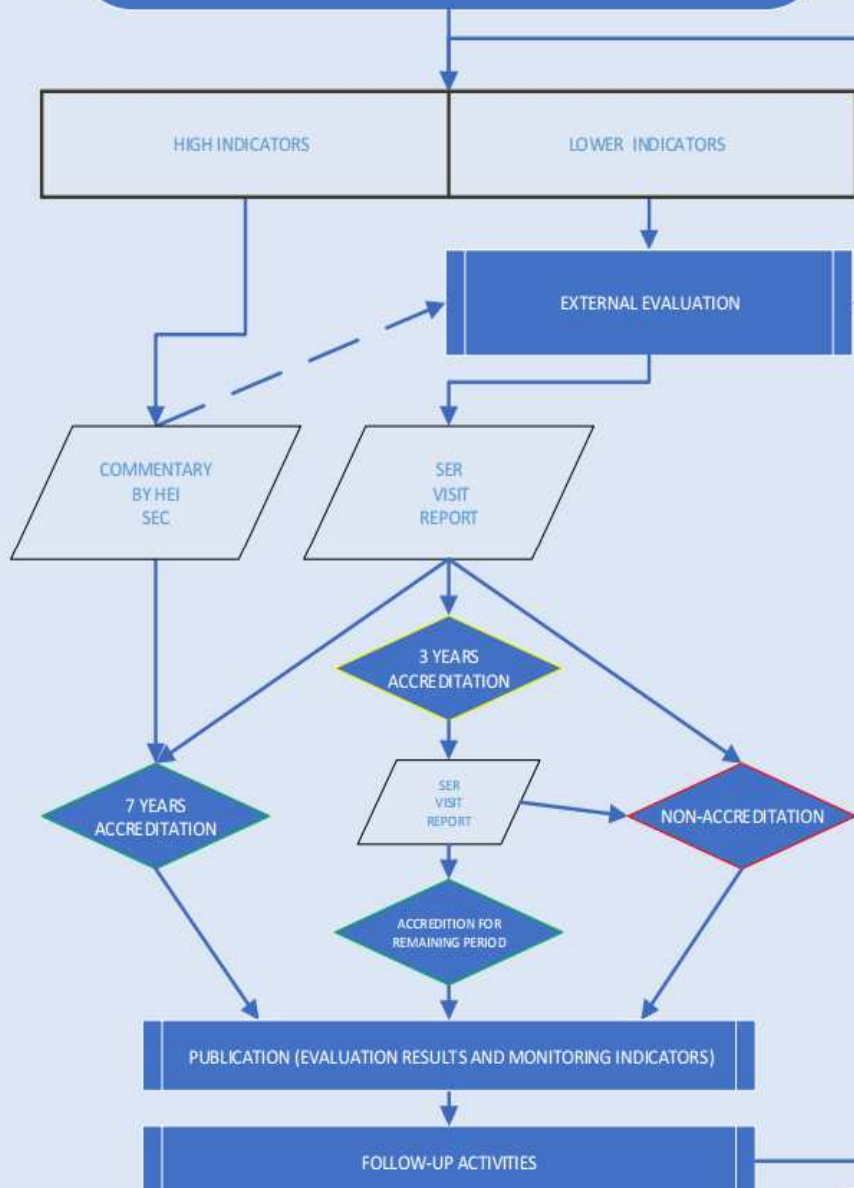 HIGH INDICATORS
LOWER INDICATORS
EXTERNAL EVALUATION
COMMENTARY
BY HEI
SEC
SER
VISIT
REPORT
3 YEARS
ACCREDITATION
7 YEARS
ACCREDITATION
SER
VISIT
REPORT
NON-ACCREDITATION
ACCREDITION FOR
REMAINING PERIOD
PUBLICATION (EVALUATION RESULTS AND MONITORING INDICATORS)
FOLLOW-UP ACTIVITIES